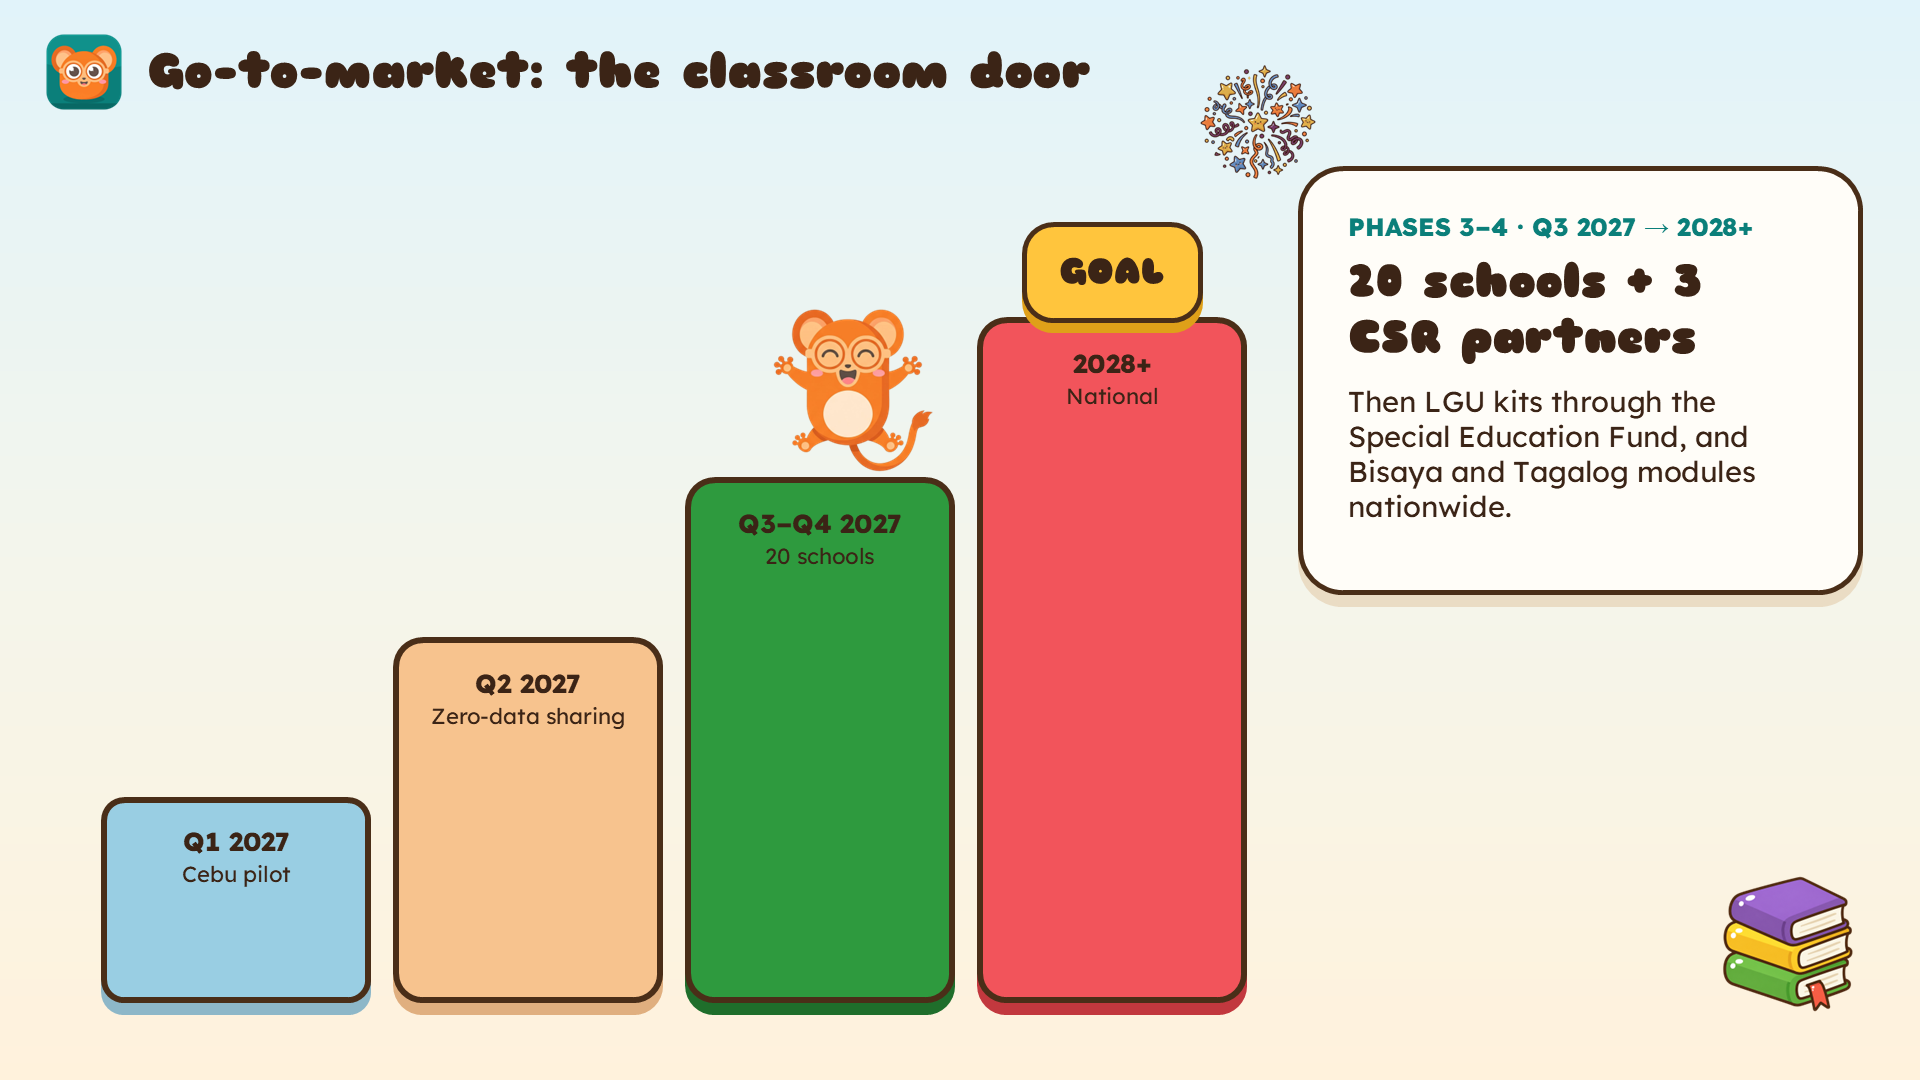 Go-to-market: the classroom door
GOAL
2028+
National
Q3–Q4 2027
20 schools
Q2 2027
Zero-data sharing
Q1 2027
Cebu pilot
PHASES 3–4 · Q3 2027 → 2028+
20 schools + 3
CSR partners
Then LGU kits through the
Special Education Fund, and
Bisaya and Tagalog modules
nationwide.